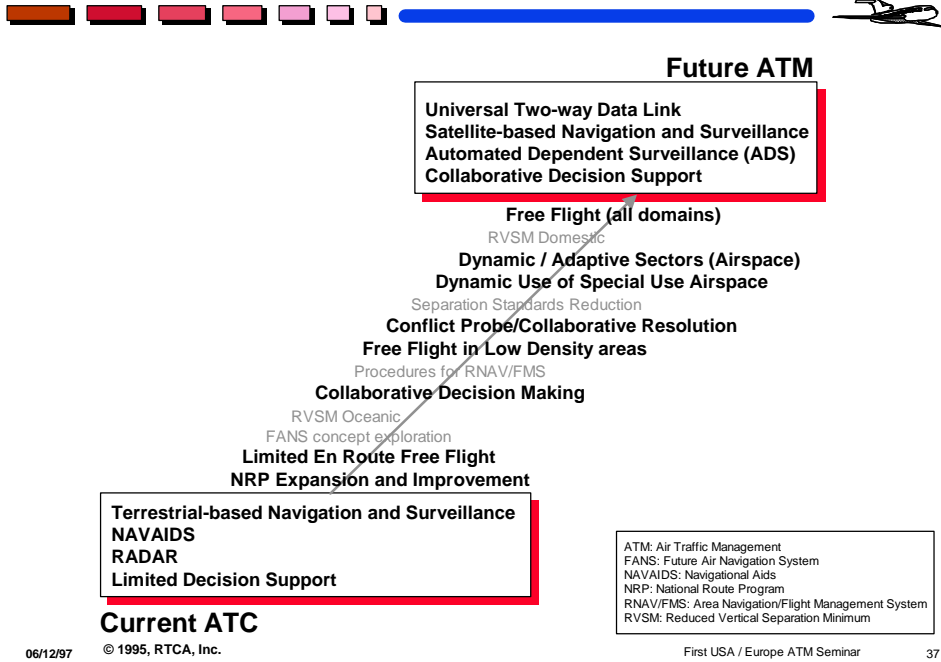 Future ATM
Universal Two-way Data Link
Satellite-based Navigation and Surveillance
Automated Dependent Surveillance (ADS)
Collaborative Decision Support
Free Flight (all domains)
RVSM Domestic
Dynamic / Adaptive Sectors (Airspace)
Dynamic Use of Special Use Airspace
Separation Standards Reduction
Conflict Probe/Collaborative Resolution
Free Flight in Low Density areas
Procedures for RNAV/FMS
Collaborative Decision Making
RVSM Oceanic
FANS concept exploration
Limited En Route Free Flight
NRP Expansion and Improvement
Terrestrial-based Navigation and Surveillance
NAVAIDS
RADAR
Limited Decision Support
Current ATC
ATM: Air Traffic Management
FANS: Future Air Navigation System
NAVAIDS: Navigational Aids
NRP: National Route Program
RNAV/FMS: Area Navigation/Flight Management System
RVSM: Reduced Vertical Separation Minimum
06/12/97
© 1995, RTCA, Inc.
First USA / Europe ATM Seminar
37